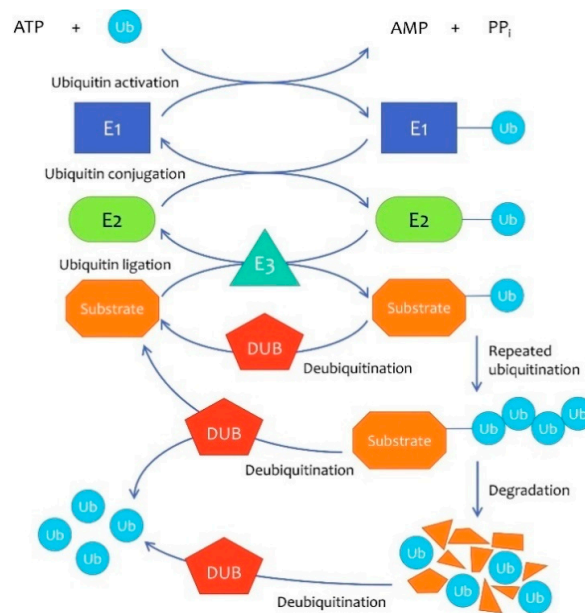 ATP + Ub AMP + PPi
Ubiquitin activation
E1 E1 Ub
Ubiquitin conjugation
E2 E2 Ub
E3
Ubiquitin ligation
Substrate Substrate Ub
DUB
Deubiquitination
Repeated
ubiquitination
DUB
Substrate Ub Ub Ub Ub
Deubiquitination
Degradation
Ub Ub Ub Ub
Ub Ub Ub Ub
DUB
Deubiquitination